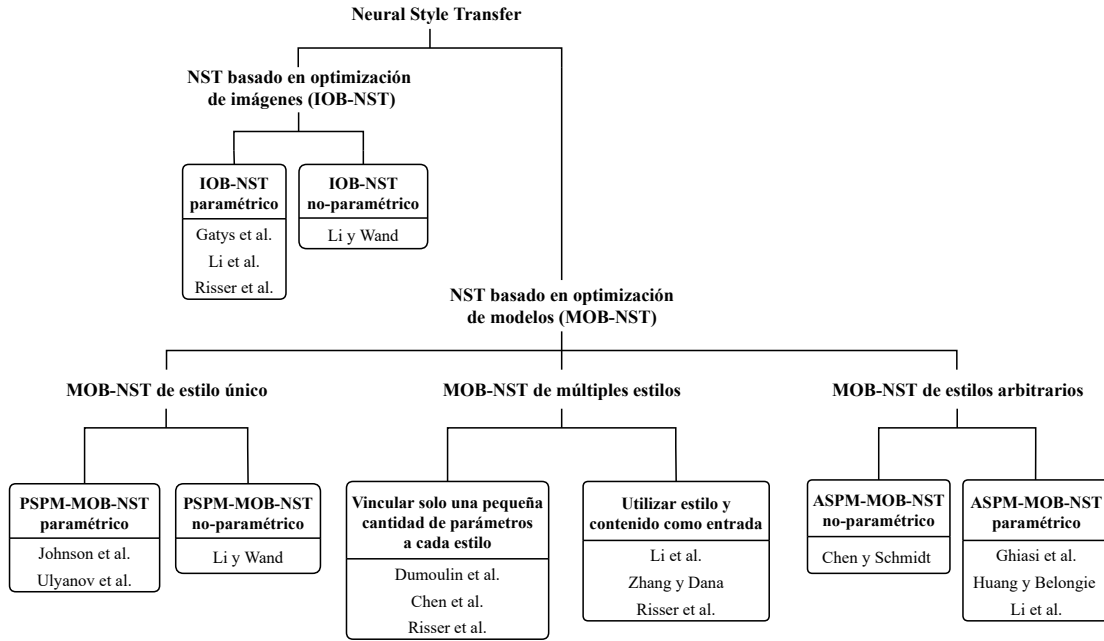 Neural Style Transfer
NST basado en optimización
de imágenes (IOB-NST)
IOB-NST
paramétrico
Gatys et al.
Li et al.
Risser et al.
IOB-NST
no-paramétrico
Li y Wand
NST basado en optimización
de modelos (MOB-NST)
MOB-NST de estilo único
PSPM-MOB-NST
paramétrico
Johnson et al.
Ulyanov et al.
PSPM-MOB-NST
no-paramétrico
Li y Wand
MOB-NST de múltiples estilos
Vincular solo una pequeña
cantidad de parámetros
a cada estilo
Dumoulin et al.
Chen et al.
Risser et al.
Utilizar estilo y
contenido como entrada
Li et al.
Zhang y Dana
Risser et al.
MOB-NST de estilos arbitrarios
ASPM-MOB-NST
no-paramétrico
Chen y Schmidt
ASPM-MOB-NST
paramétrico
Ghiasi et al.
Huang y Belongie
Li et al.